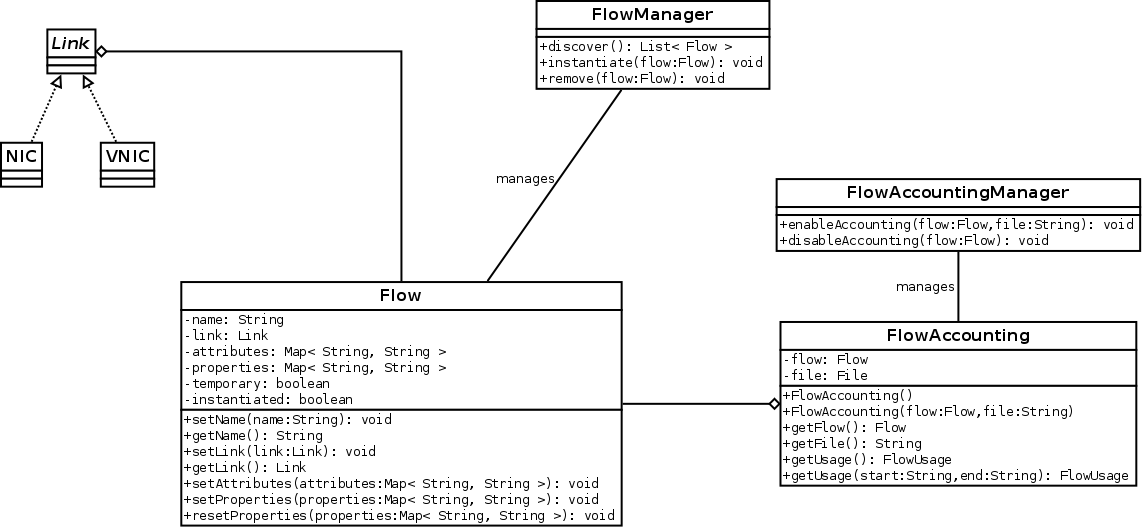 FlowManager
+discover(): List< Flow >
+instantiate(flow:Flow): void
+remove(flow:Flow): void
Link
NIC
VNIC
manages
FlowAccountingManager
+enableAccounting(flow:Flow,file:String): void
+disableAccounting(flow:Flow): void
manages
Flow
-name: String
-link: Link
-attributes: Map< String, String >
-properties: Map< String, String >
-temporary: boolean
-instantiated: boolean
+setName(name:String): void
+getName(): String
+setLink(link:Link): void
+getLink(): Link
+setAttributes(attributes:Map< String, String >): void
+setProperties(properties:Map< String, String >): void
+resetProperties(properties:Map< String, String >): void
FlowAccounting
-flow: Flow
-file: File
+FlowAccounting()
+FlowAccounting(flow:Flow,file:String)
+getFlow(): Flow
+getFile(): String
+getUsage(): FlowUsage
+getUsage(start:String,end:String): FlowUsage